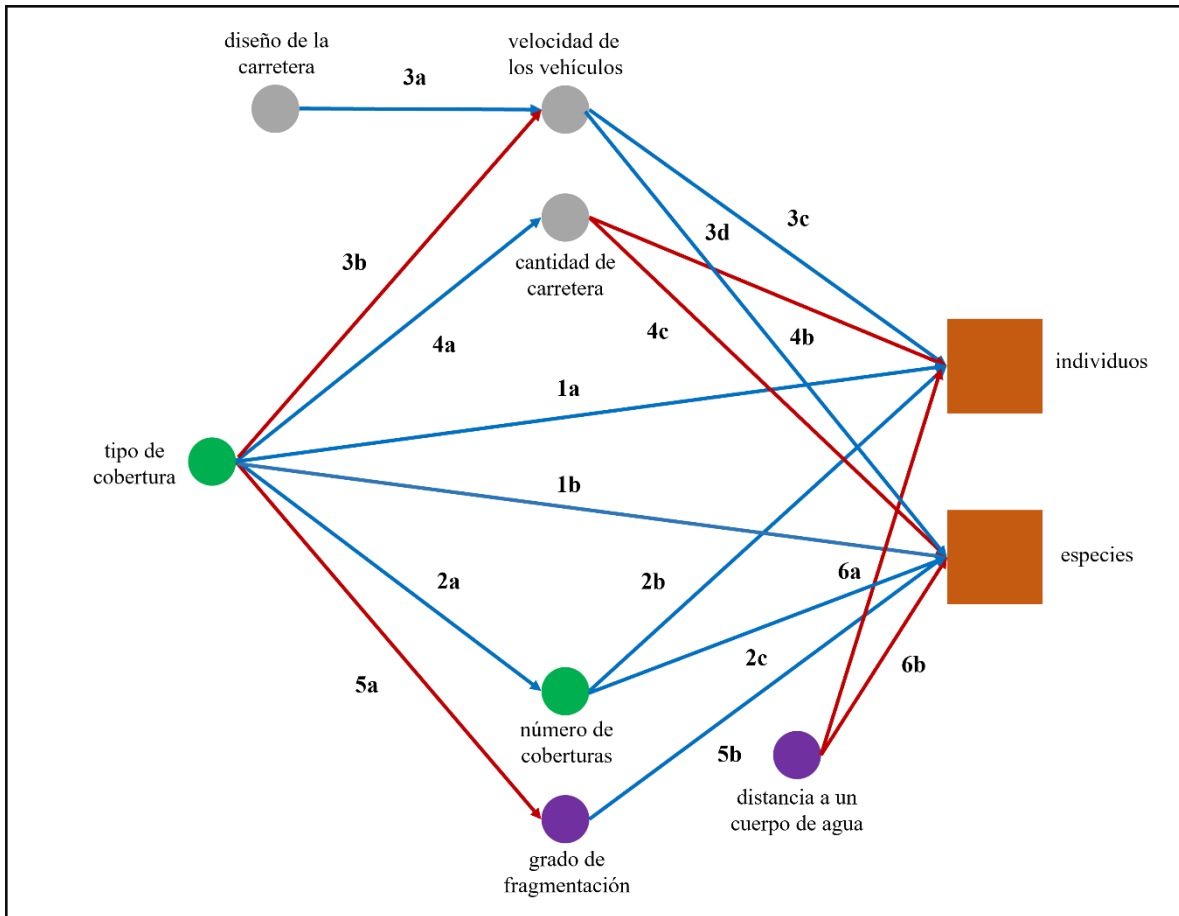 diseño de la
carretera
velocidad de
los vehículos
3a
3c
3d
3b
cantidad de
carretera
4a
4c
4b
individuos
1a
tipo de
cobertura
1b
especies
2a
2b
6a
2c
6b
5a
número de
coberturas
5b
distancia a un
cuerpo de agua
grado de
fragmentación